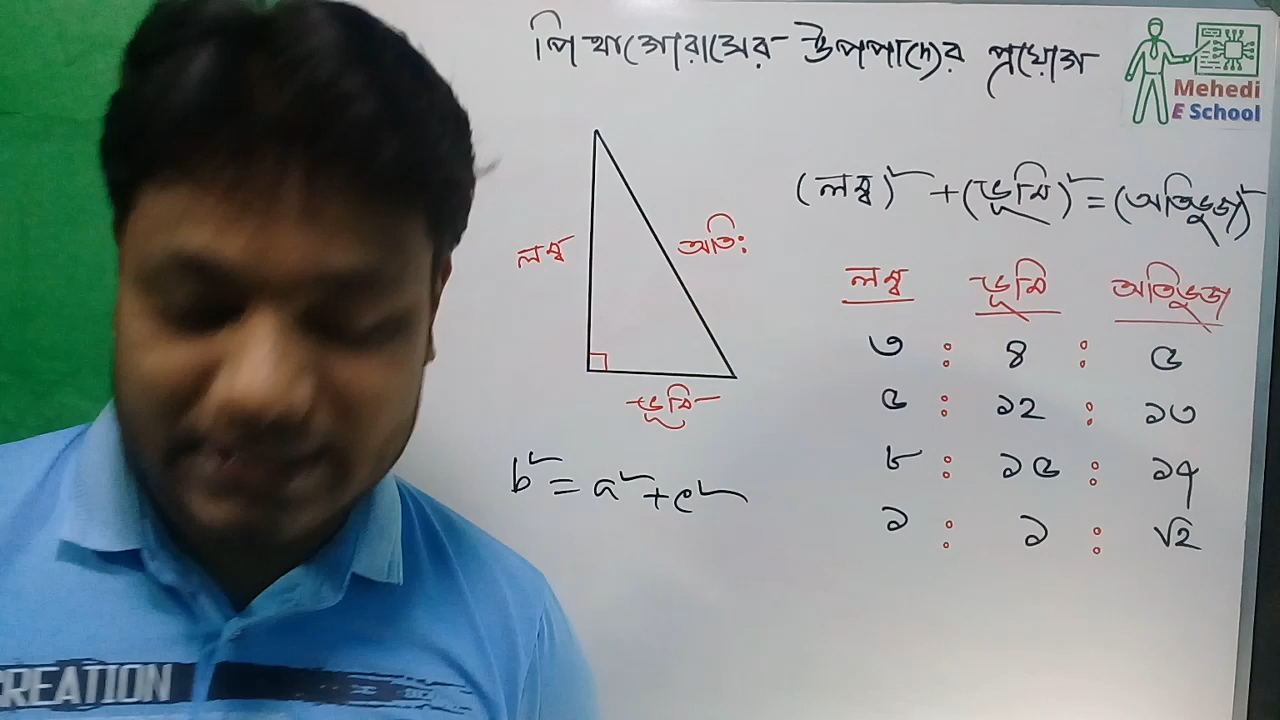 পিথাগোরাসের উপপাদ্যের প্রয়োগ
Mehedi
E School
(লম্ব)² + (ভূমি)² = (অতিভুজ)²
লম্ব
অতি:
ভূমি
b² = a² + c²
লম্ব ভূমি অতিভুজ
৩ : ৪ : ৫
৫ : ১২ : ১৩
৮ : ১৫ : ১৭
১ : ১ : √২
CREATION